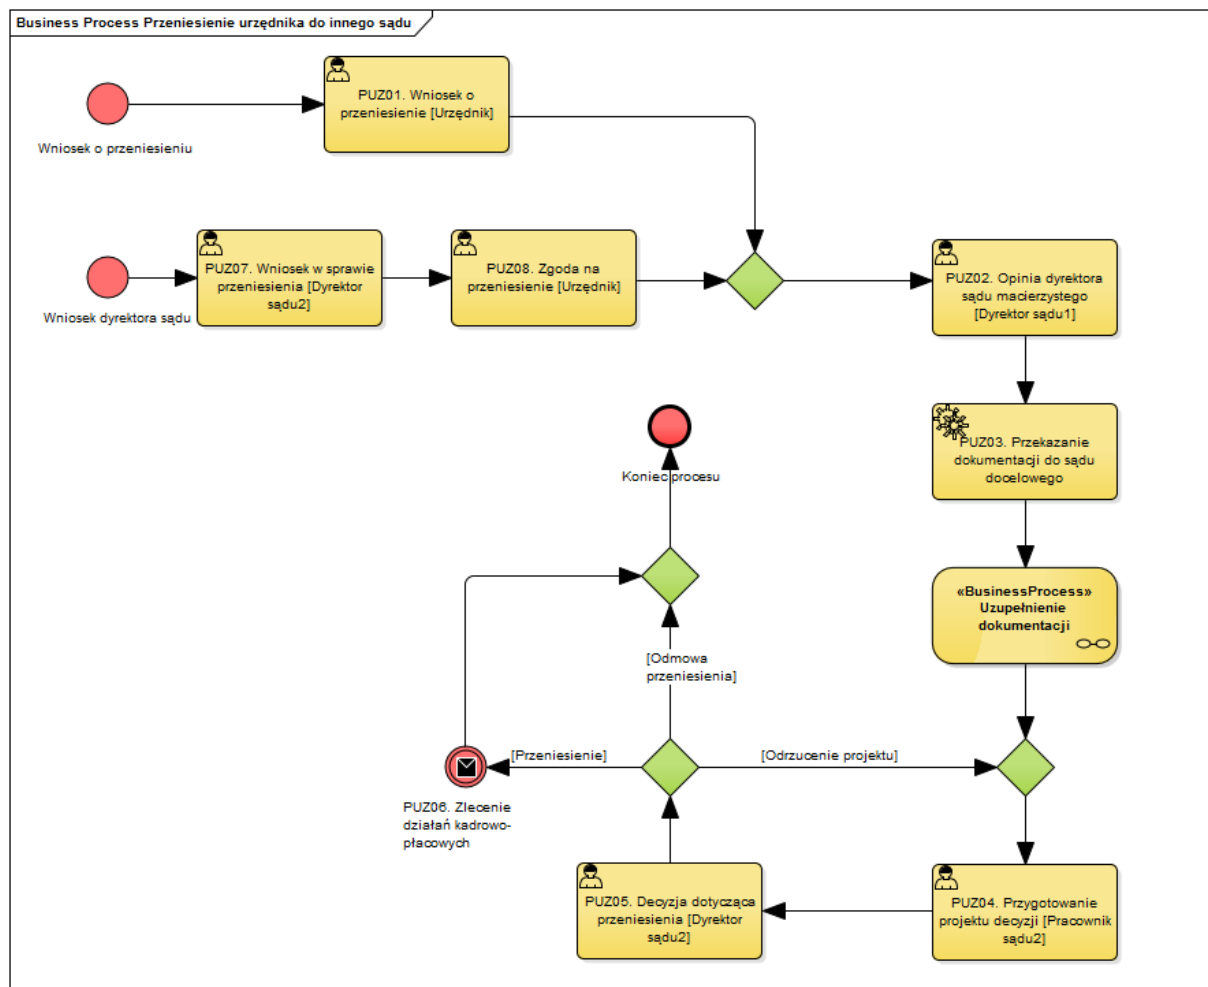 Business Process Przeniesienie urzędnika do innego sądu
PUZ01. Wniosek o
przeniesienie [Urzędnik]
Wniosek o przeniesieniu
PUZ07. Wniosek w sprawie
przeniesienia [Dyrektor
sądu2]
PUZ08. Zgoda na
przeniesienie [Urzędnik]
Wniosek dyrektora sądu
PUZ02. Opinia dyrektora
sądu macierzystego
[Dyrektor sądu1]
PUZ03. Przekazanie
dokumentacji do sądu
docelowego
Koniec procesu
«BusinessProcess»
Uzupełnienie
dokumentacji
[Odmowa
przeniesienia]
[Przeniesienie]
[Odrzucenie projektu]
PUZ06. Zlecenie
działań kadrowo-
płacowych
PUZ05. Decyzja dotycząca
przeniesienia [Dyrektor
sądu2]
PUZ04. Przygotowanie
projektu decyzji [Pracownik
sądu2]